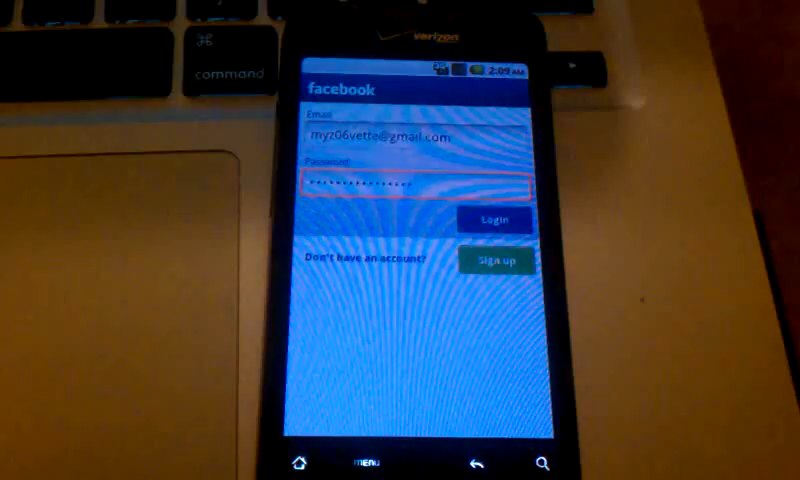 verizon
⌘
command
2:09 AM
facebook
Email
myz06vette@gmail.com
Password
Login
Don't have an account?
Sign up
MENU